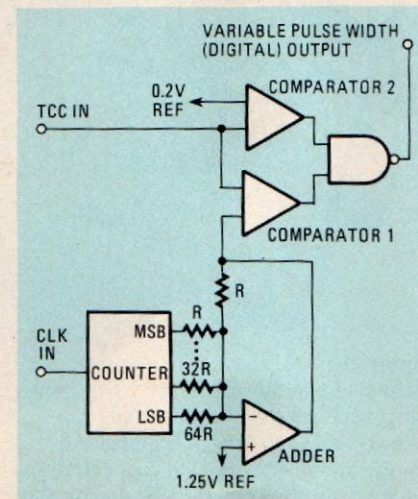 VARIABLE PULSE WIDTH
(DIGITAL) OUTPUT
0.2V
REF
COMPARATOR 2
TCC IN
COMPARATOR 1
R
R
CLK
IN
MSB
COUNTER
32R
LSB
64R
−
+
ADDER
1.25V REF